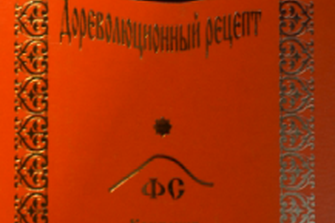 Дореволюционный рецепт
ФС